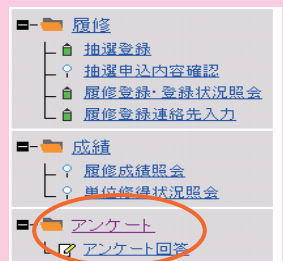 履修
抽選登録
抽選申込内容確認
履修登録・登録状況照会
履修登録連絡先入力
成績
履修成績照会
単位修得状況照会
アンケート
アンケート回答